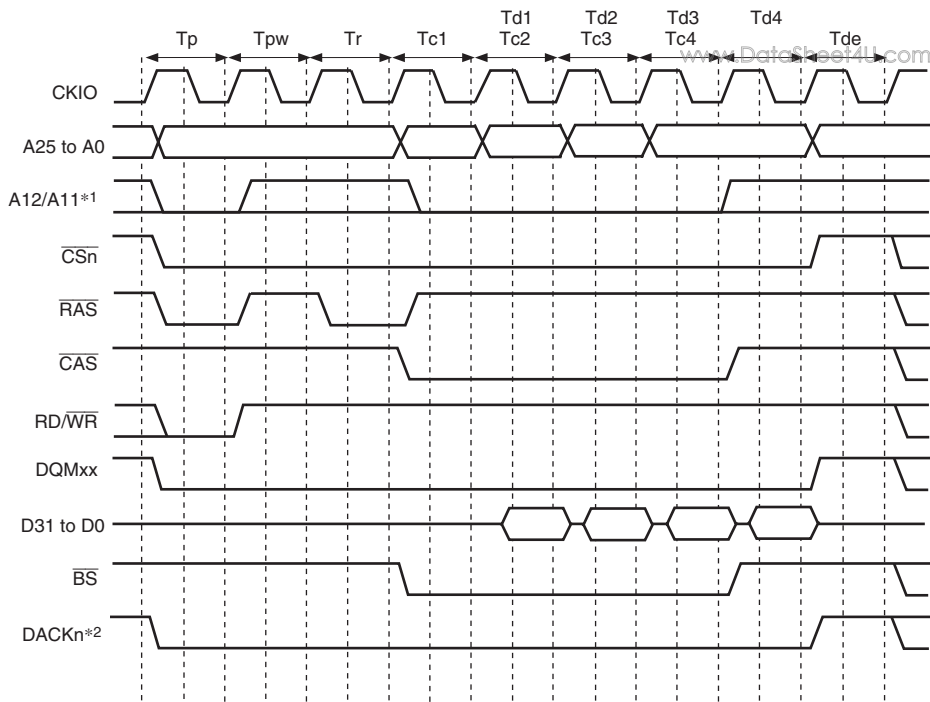 Td1 Td2 Td3 Td4
Tp Tpw Tr Tc1 Tc2 Tc3 Tc4 Tde
www.DataSheet4U.com
CKIO
A25 to A0
A12/A11*1
CSn
RAS
CAS
RD/WR
DQMxx
D31 to D0
BS
DACKn*2